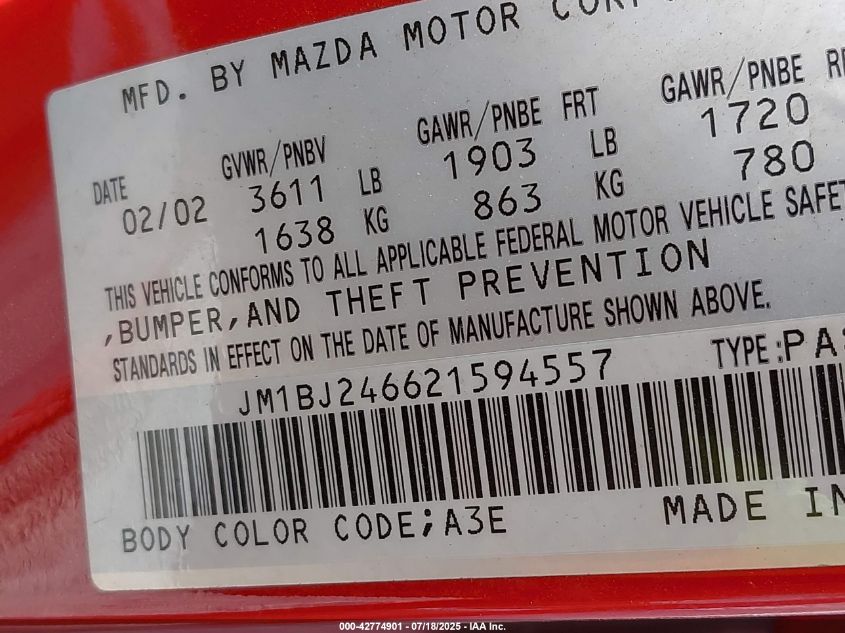 MFD. BY MAZDA MOTOR
DATE GVWR/PNBV GAWR/PNBE FRT GAWR/PNBE
02/02 3611 LB 1903 LB 1720
1638 KG 863 KG 780
THIS VEHICLE CONFORMS TO ALL APPLICABLE FEDERAL MOTOR VEHICLE
,BUMPER,AND THEFT PREVENTION
STANDARDS IN EFFECT ON THE DATE OF MANUFACTURE SHOWN ABOVE.
JM1BJ246621594557 TYPE:
BODY COLOR CODE;A3E MADE IN
000-42774901 - 07/18/2025 - IAA Inc.